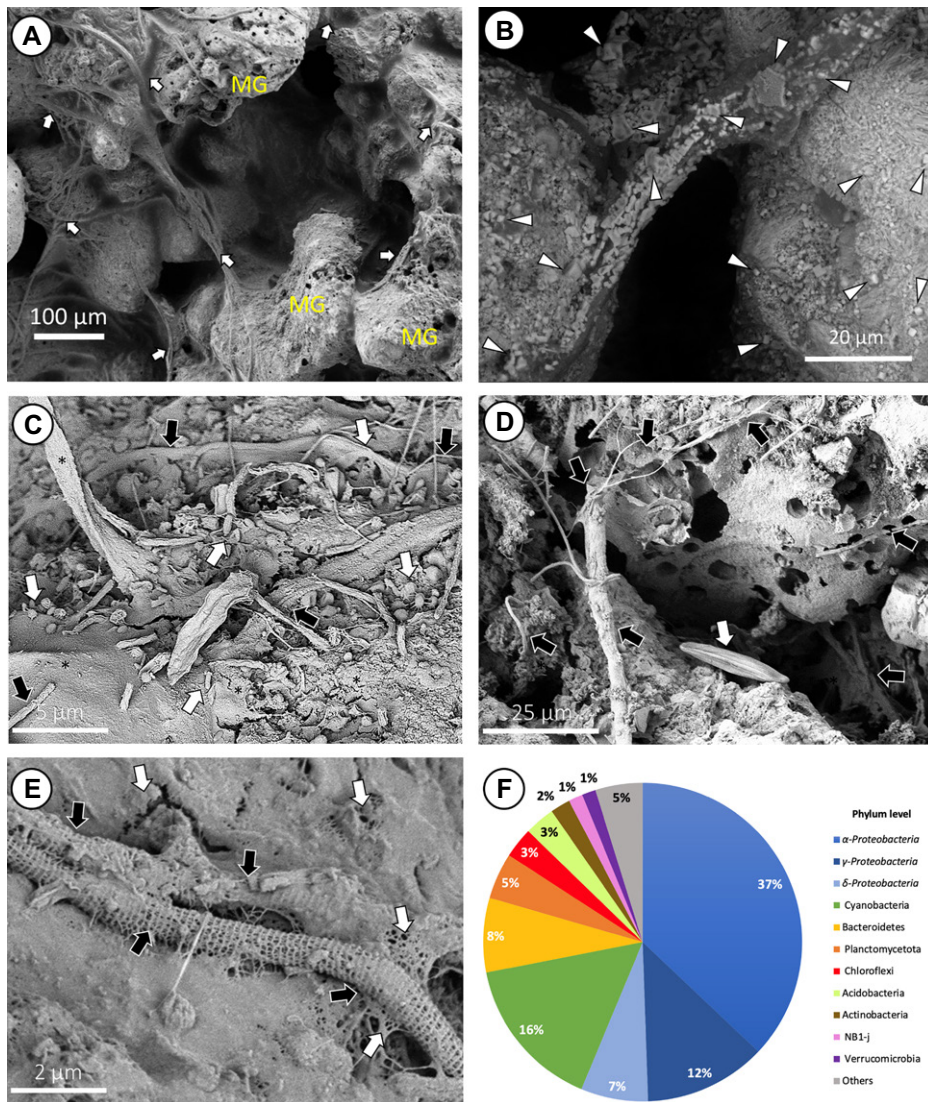 A
MG
MG
MG
100 µm
B
20 µm
C
*
*
*
*
5 µm
D
25 µm
E
2 µm
F
1%
1%
2%
3%
3%
5%
8%
16%
7%
12%
37%
5%
Phylum level
α-Proteobacteria
γ-Proteobacteria
δ-Proteobacteria
Cyanobacteria
Bacteroidetes
Planctomycetota
Chloroflexi
Acidobacteria
Actinobacteria
NB1-j
Verrucomicrobia
Others